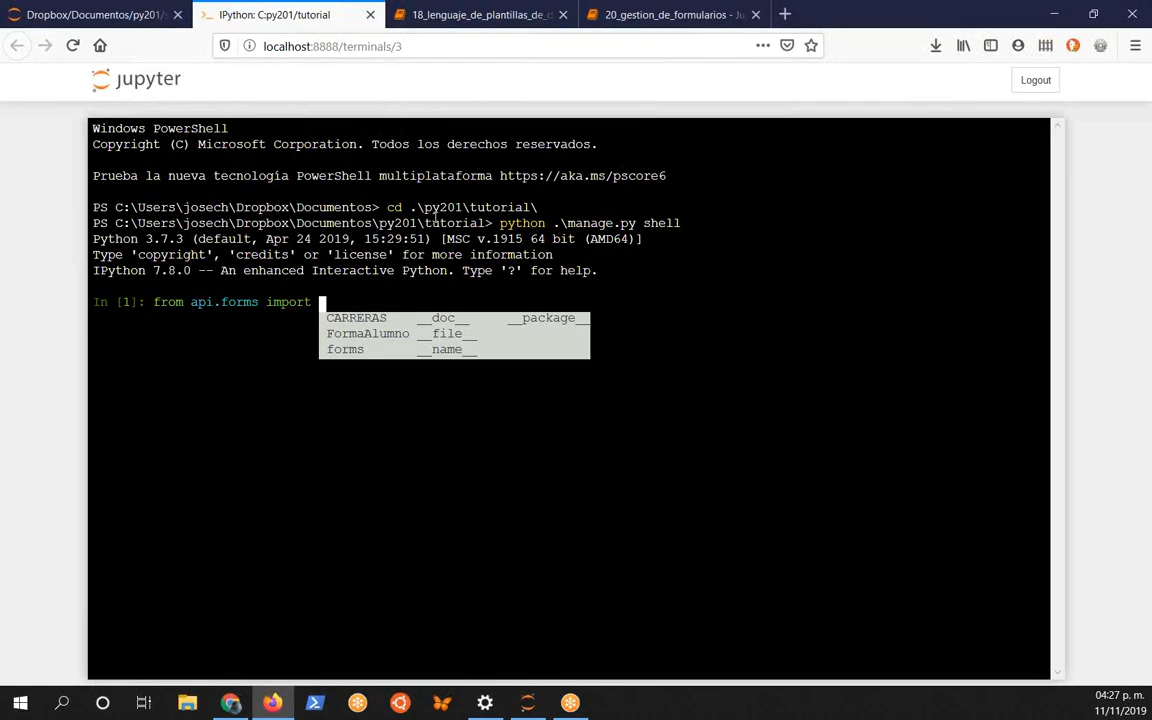 Dropbox/Documentos/py201/
IPython: C:py201/tutorial
18_lenguaje_de_plantillas_de_d
20_gestion_de_formularios - Ju
localhost:8888/terminals/3
jupyter
Logout
Windows PowerShell
Copyright (C) Microsoft Corporation. Todos los derechos reservados.
Prueba la nueva tecnología PowerShell multiplataforma https://aka.ms/pscore6
PS C:\Users\josech\Dropbox\Documentos> cd .\py201\tutorial\
PS C:\Users\josech\Dropbox\Documentos\py201\tutorial> python .\manage.py shell
Python 3.7.3 (default, Apr 24 2019, 15:29:51) [MSC v.1915 64 bit (AMD64)]
Type 'copyright', 'credits' or 'license' for more information
IPython 7.8.0 -- An enhanced Interactive Python. Type '?' for help.
In [1]: from api.forms import
CARRERAS __doc__ __package__
FormaAlumno __file__
forms __name__
04:27 p.m.
11/11/2019